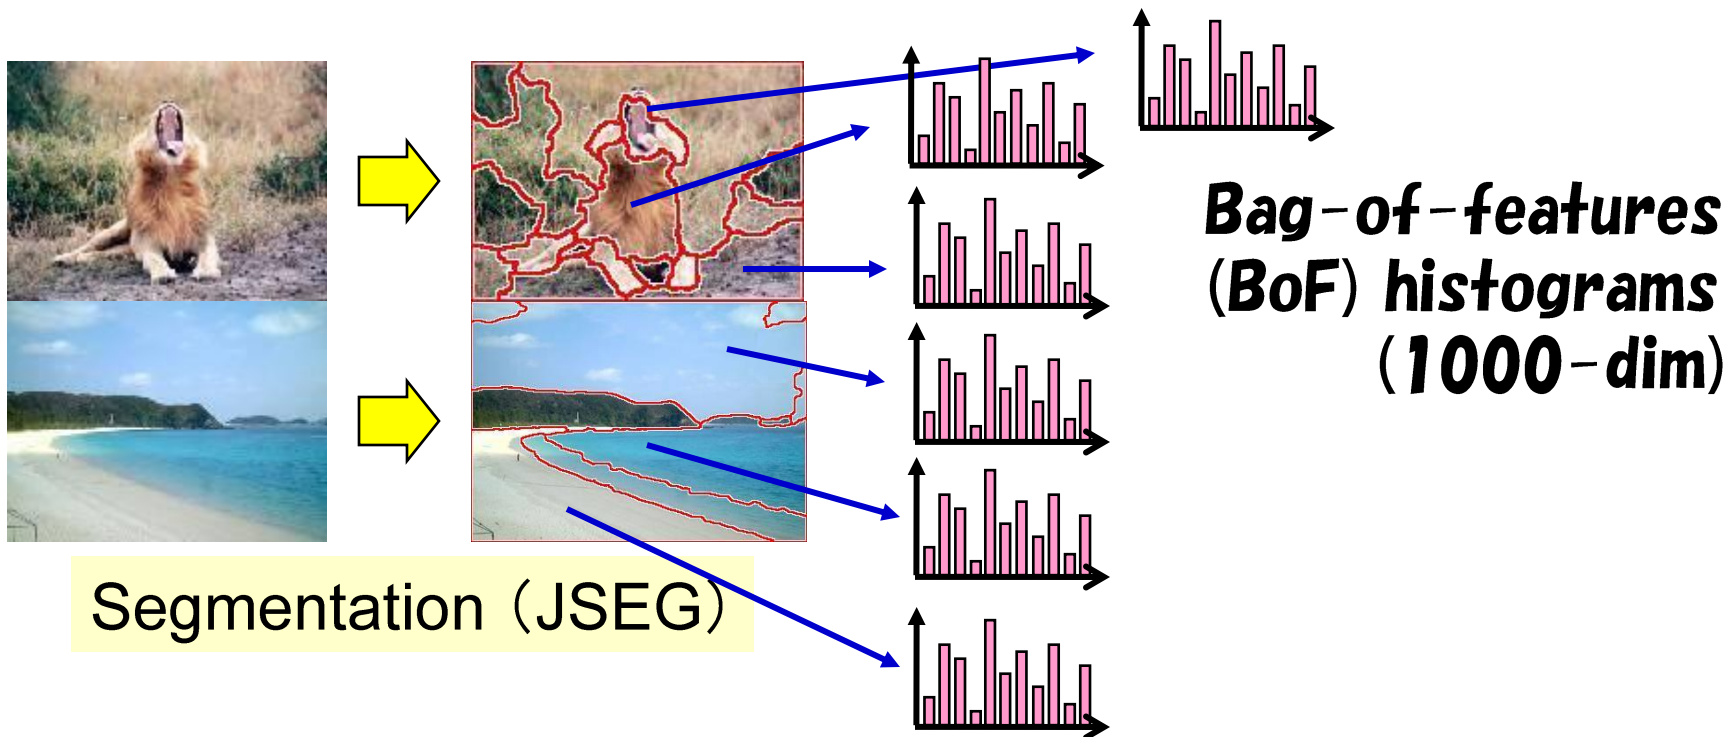 Bag-of-features
(BoF) histograms
(1000-dim)
Segmentation（JSEG）